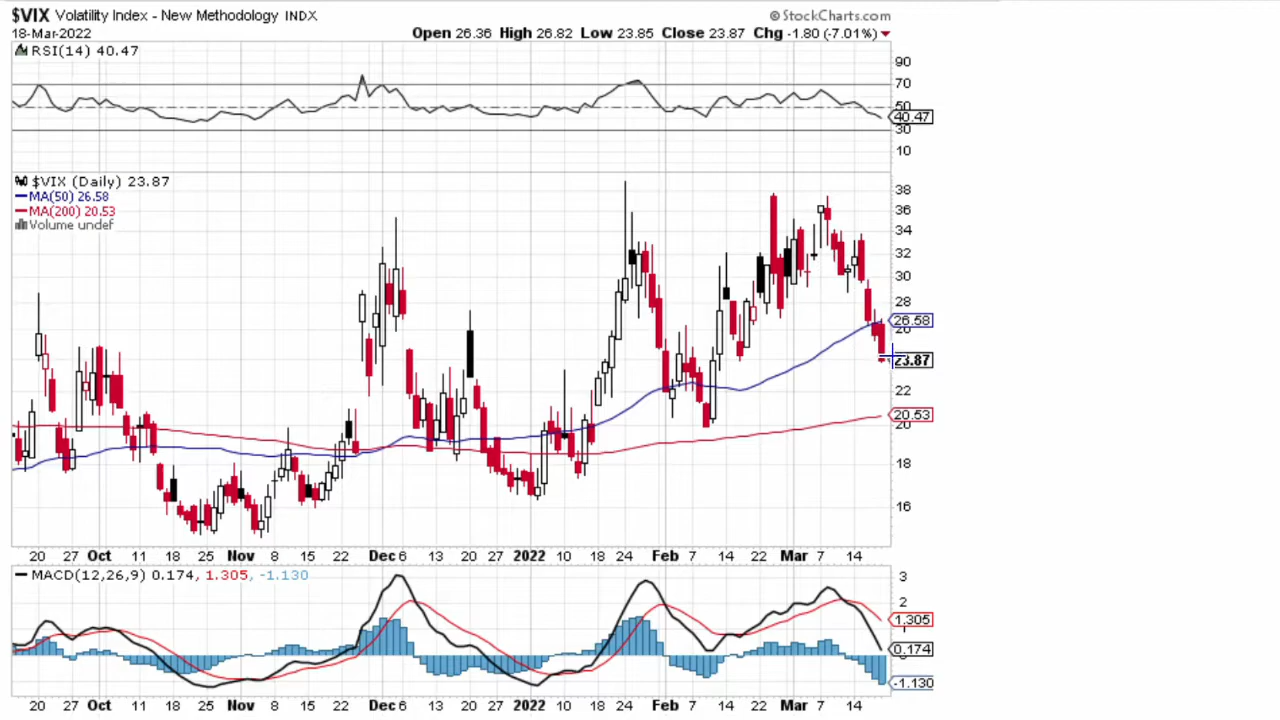 $VIX Volatility Index - New Methodology INDX
© StockCharts.com
18-Mar-2022
Open 26.36 High 26.82 Low 23.85 Close 23.87 Chg -1.80 (-7.01%)
RSI(14) 40.47
90
70
50
40.47
30
10
$VIX (Daily) 23.87
MA(50) 26.58
MA(200) 20.53
Volume undef
38
36
34
32
30
28
26.58
26
23.87
22
20.53
20
18
16
20 27 Oct 11 18 25 Nov 8 15 22 Dec 6 13 20 27 2022 10 18 24 Feb 7 14 22 Mar 7 14
MACD(12,26,9) 0.174, 1.305, -1.130
3
2
1.305
1
0.174
0
-1.130
20 27 Oct 11 18 25 Nov 8 15 22 Dec 6 13 20 27 2022 10 18 24 Feb 7 14 22 Mar 7 14